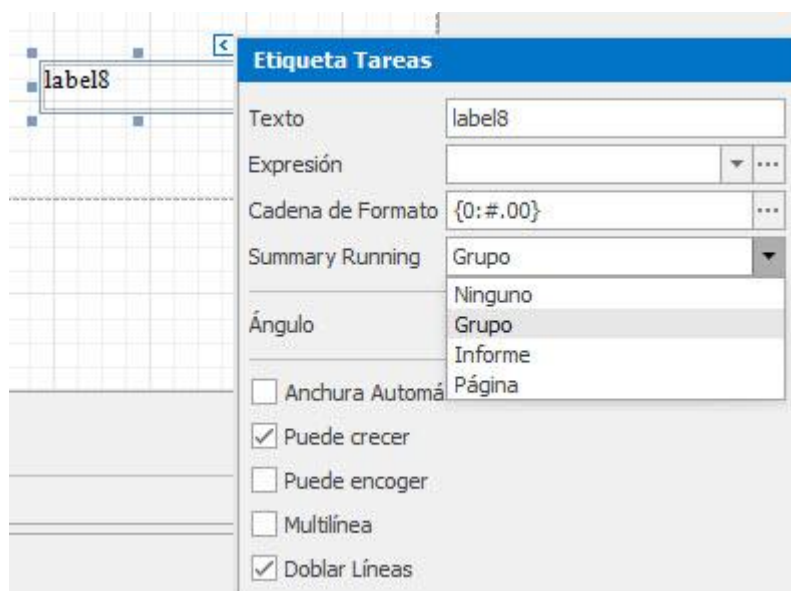 label8
Etiqueta Tareas
Texto label8
Expresión
Cadena de Formato {0:#.00}
Summary Running Grupo
Ninguno
Grupo
Informe
Página
Ángulo
Anchura Automá
Puede crecer
Puede encoger
Multilínea
Doblar Líneas